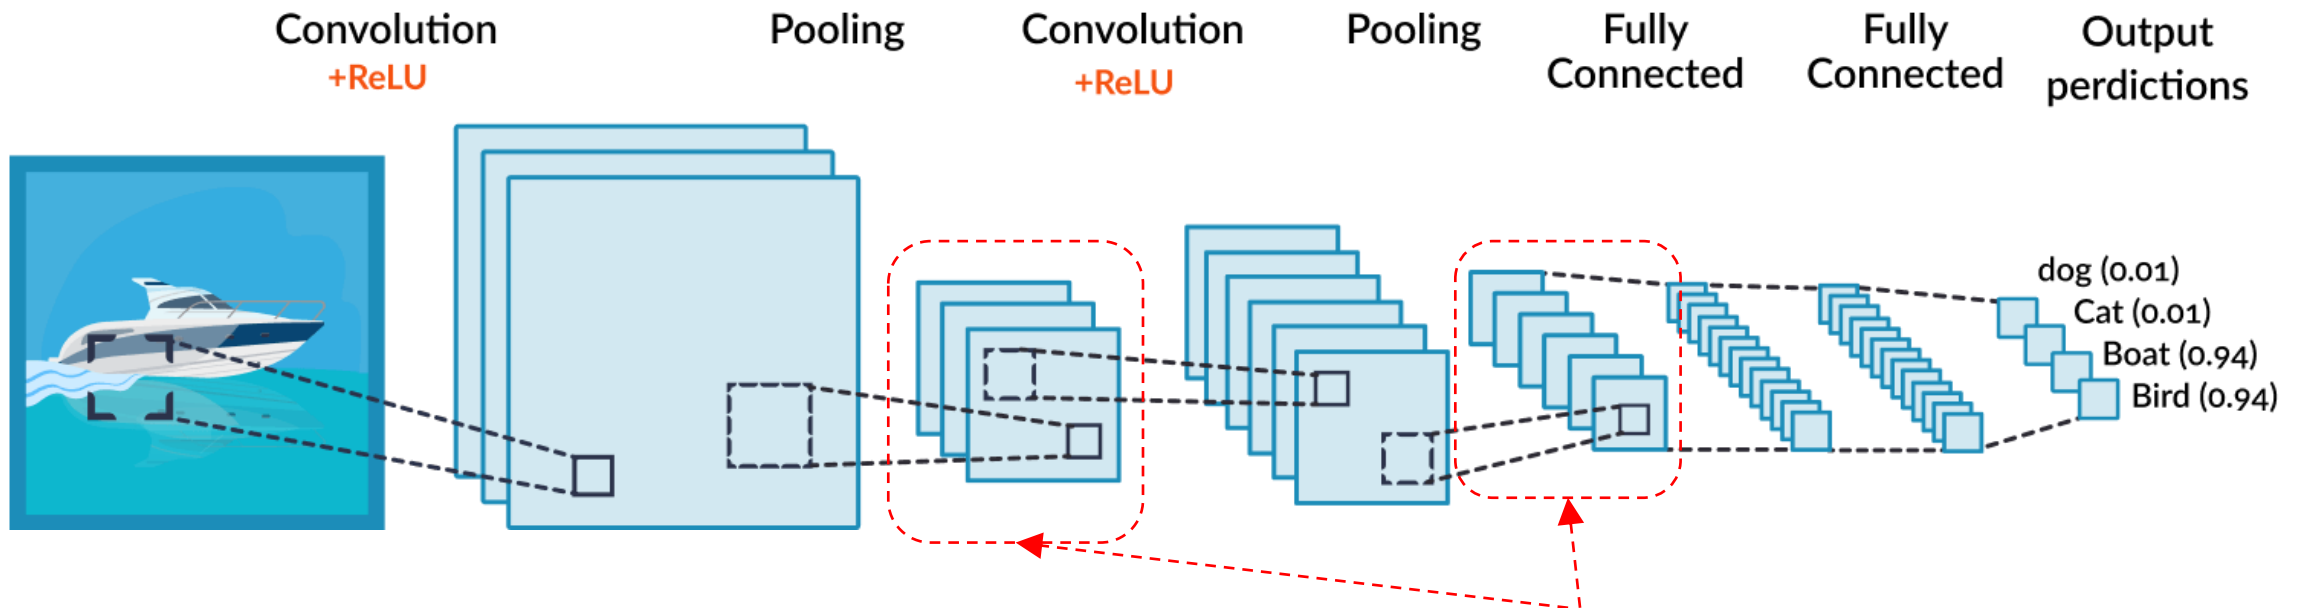 Convolution
+ReLU
Pooling
Convolution
+ReLU
Pooling
Fully
Connected
Fully
Connected
Output
perdictions
dog (0.01)
Cat (0.01)
Boat (0.94)
Bird (0.94)